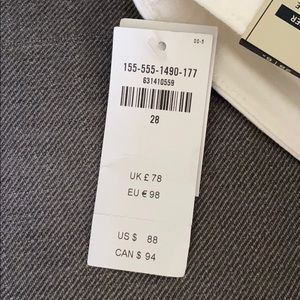 155-555-1490-177
631410559
28
UK £ 78
EU € 98
US $ 88
CAN $ 94